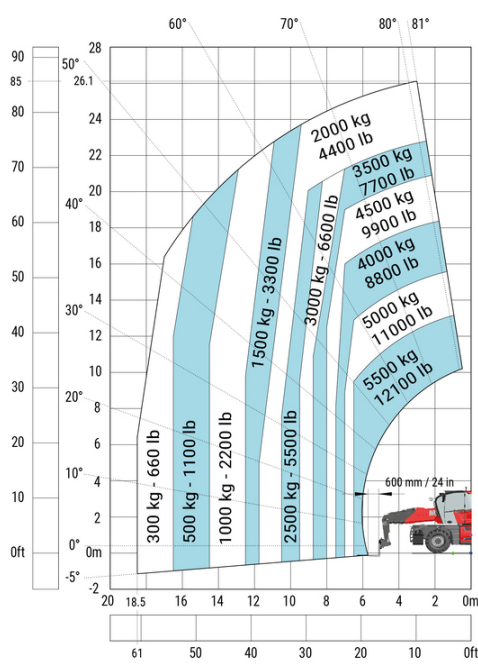 60° 70° 80° 81°
90 28
50°
85 26.1
80 24
2000 kg
4400 lb
22
3500 kg
7700 lb
70
20
4500 kg
9900 lb
40°
60 18
3000 kg - 6600 lb
4000 kg
8800 lb
16
1500 kg - 3300 lb
50 14
30°
5000 kg
11000 lb
40 12
10
5500 kg
12100 lb
30
20°
8
20 6
300 kg - 660 lb
500 kg - 1100 lb
1000 kg - 2200 lb
2500 kg - 5500 lb
10°
4
600 mm / 24 in
10 2
0°
0ft 0m
-5°
-2
20 18.5 16 14 12 10 8 6 4 2 0m
61 50 40 30 20 10 0ft